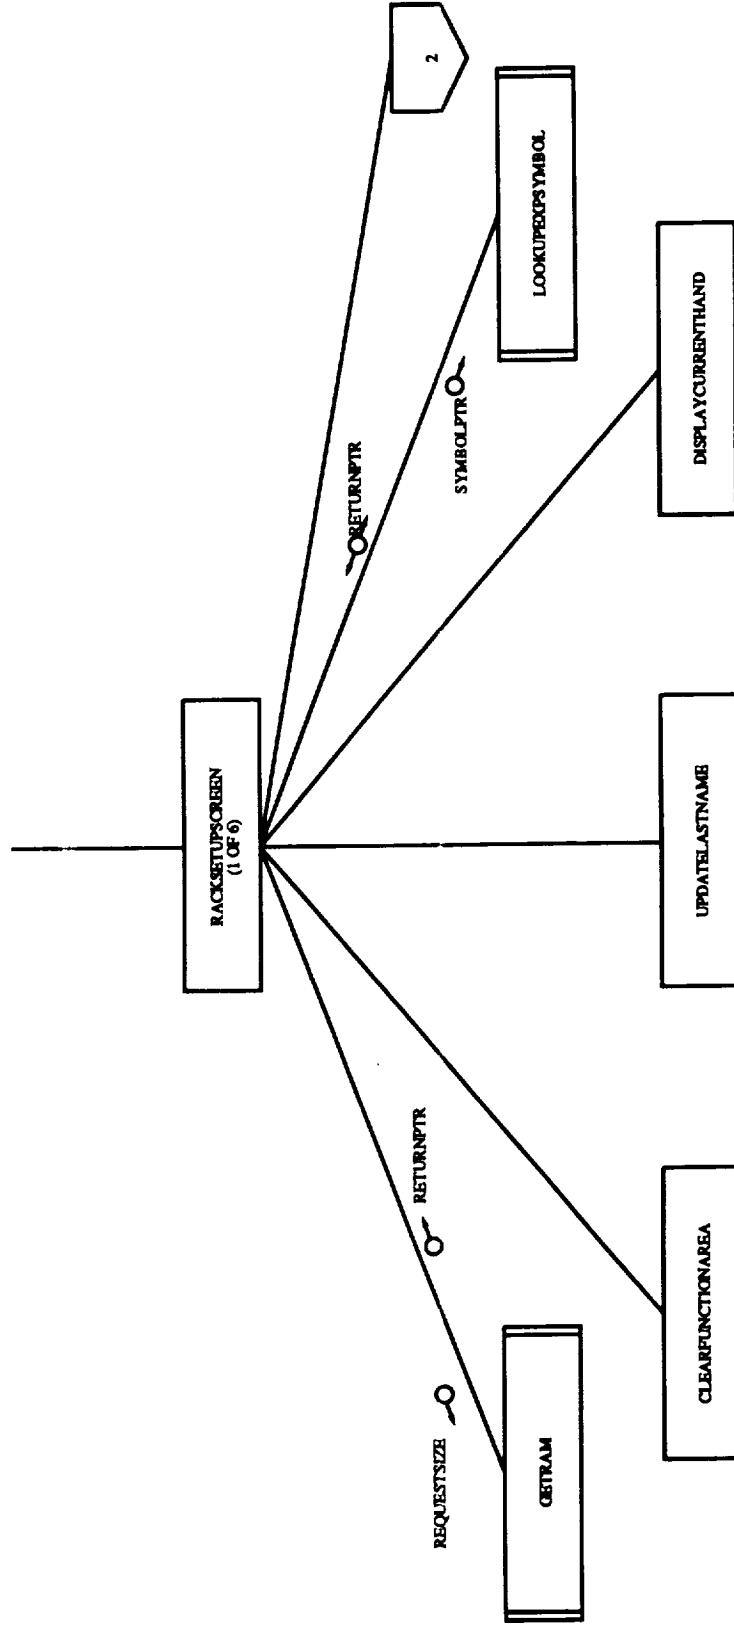 RACKSETUPSCREEN
(1 OF 6)
REQUESTSIZE
RETURNPTR
RETURNPTR
SYMBOLPTR
2
GETRAM
LOOKUPEXPSYMBOL
CLEARFUNCTIONAREA
UPDATELASTNAME
DISPLAYCURRENTHAND